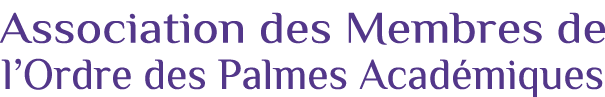 Association des Membres de
l’Ordre des Palmes Académiques